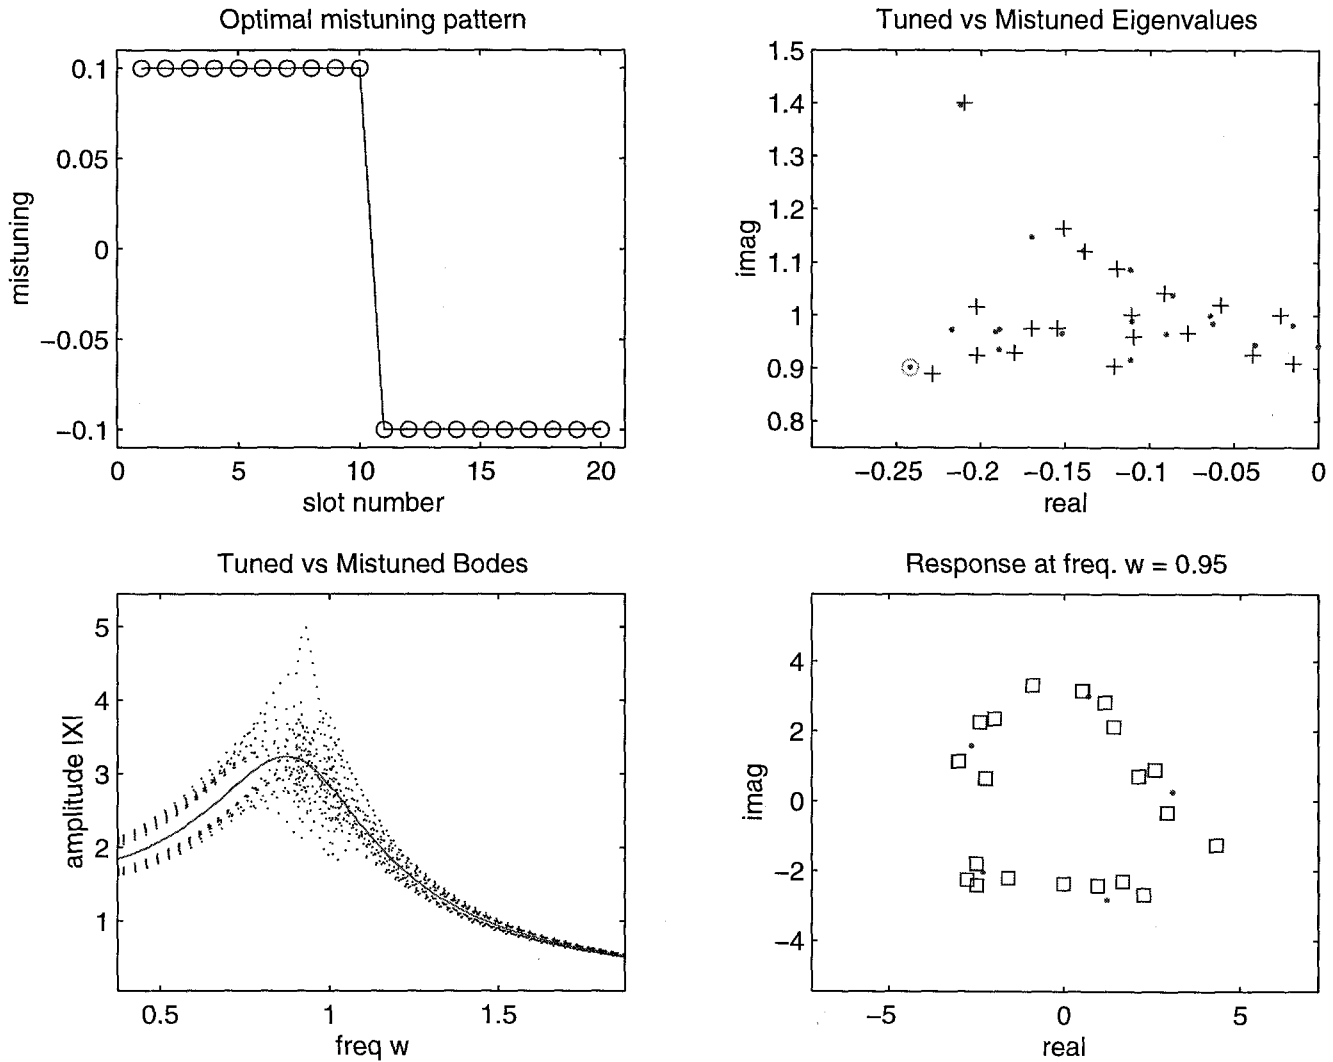 Optimal mistuning pattern
0.1
0.05
0
−0.05
−0.1
mistuning
0 5 10 15 20
slot number
Tuned vs Mistuned Eigenvalues
1.5
1.4
1.3
1.2
1.1
1
0.9
0.8
imag
−0.25 −0.2 −0.15 −0.1 −0.05 0
real
Tuned vs Mistuned Bodes
5
4
3
2
1
amplitude |X|
0.5 1 1.5
freq w
Response at freq. w = 0.95
4
2
0
−2
−4
imag
−5 0 5
real